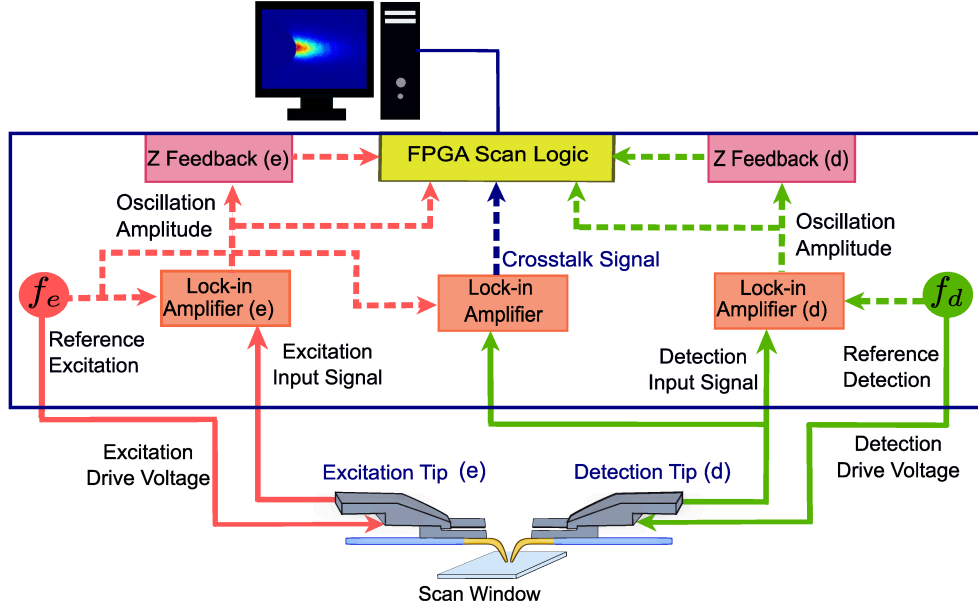 Z Feedback (e)
FPGA Scan Logic
Z Feedback (d)
Oscillation
Amplitude
Oscillation
Amplitude
Crosstalk Signal
fe
Lock-in
Amplifier (e)
Lock-in
Amplifier
Lock-in
Amplifier (d)
fd
Reference
Excitation
Excitation
Input Signal
Detection
Input Signal
Reference
Detection
Excitation
Drive Voltage
Excitation Tip (e)
Detection Tip (d)
Detection
Drive Voltage
Scan Window